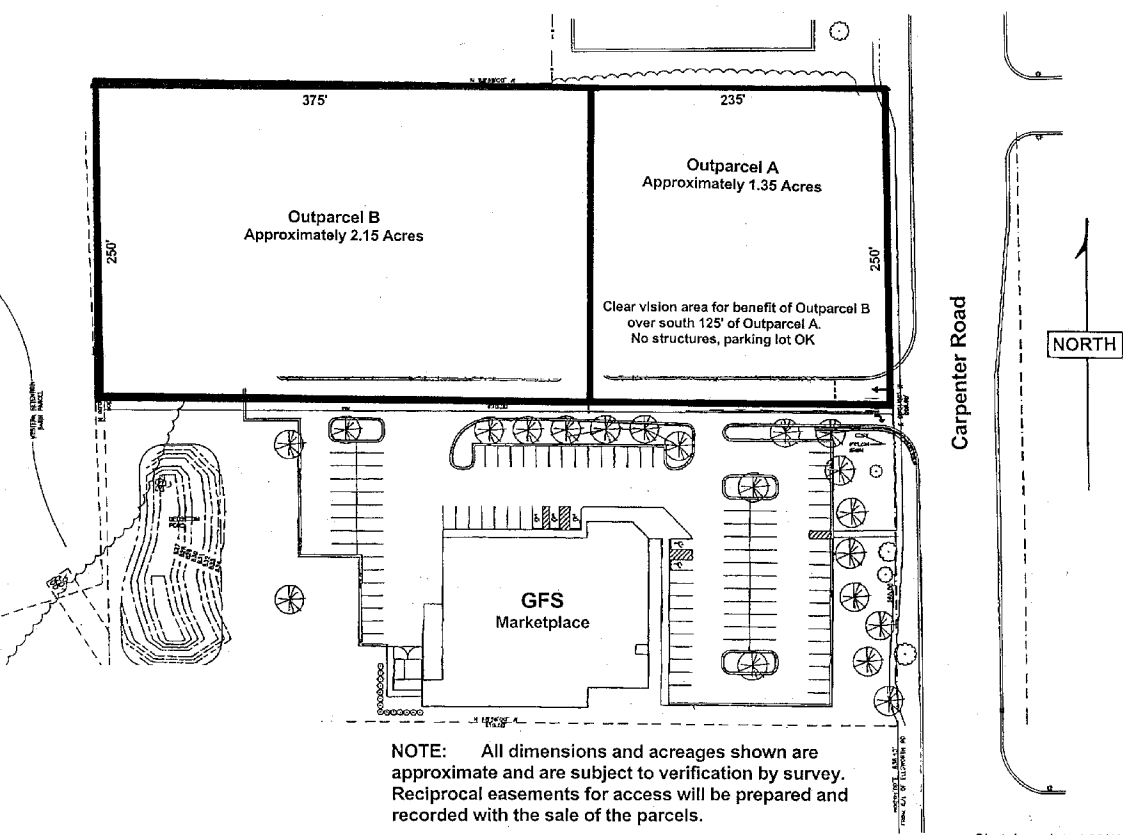 375'
235'
Outparcel A
Approximately 1.35 Acres
Outparcel B
Approximately 2.15 Acres
250'
250'
Clear vision area for benefit of Outparcel B
over south 125' of Outparcel A.
No structures, parking lot OK
Carpenter Road
NORTH
GFS
Marketplace
NOTE: All dimensions and acreages shown are
approximate and are subject to verification by survey.
Reciprocal easements for access will be prepared and
recorded with the sale of the parcels.